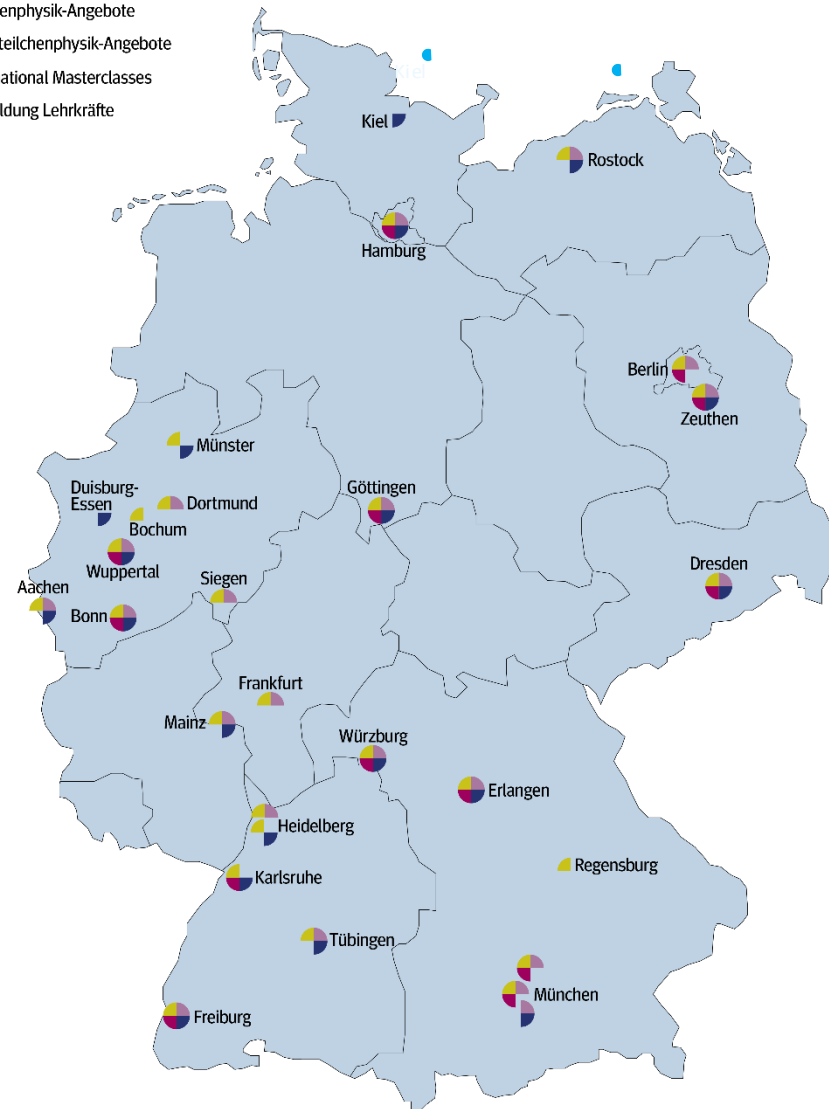 enphysik-Angebote
teilchenphysik-Angebote
ational Masterclasses
ldung Lehrkräfte
Kiel
Kiel
Rostock
Hamburg
Berlin
Zeuthen
Münster
Duisburg-
Essen
Dortmund
Bochum
Göttingen
Wuppertal
Dresden
Siegen
Aachen
Bonn
Frankfurt
Mainz
Würzburg
Erlangen
Heidelberg
Regensburg
Karlsruhe
Tübingen
München
Freiburg